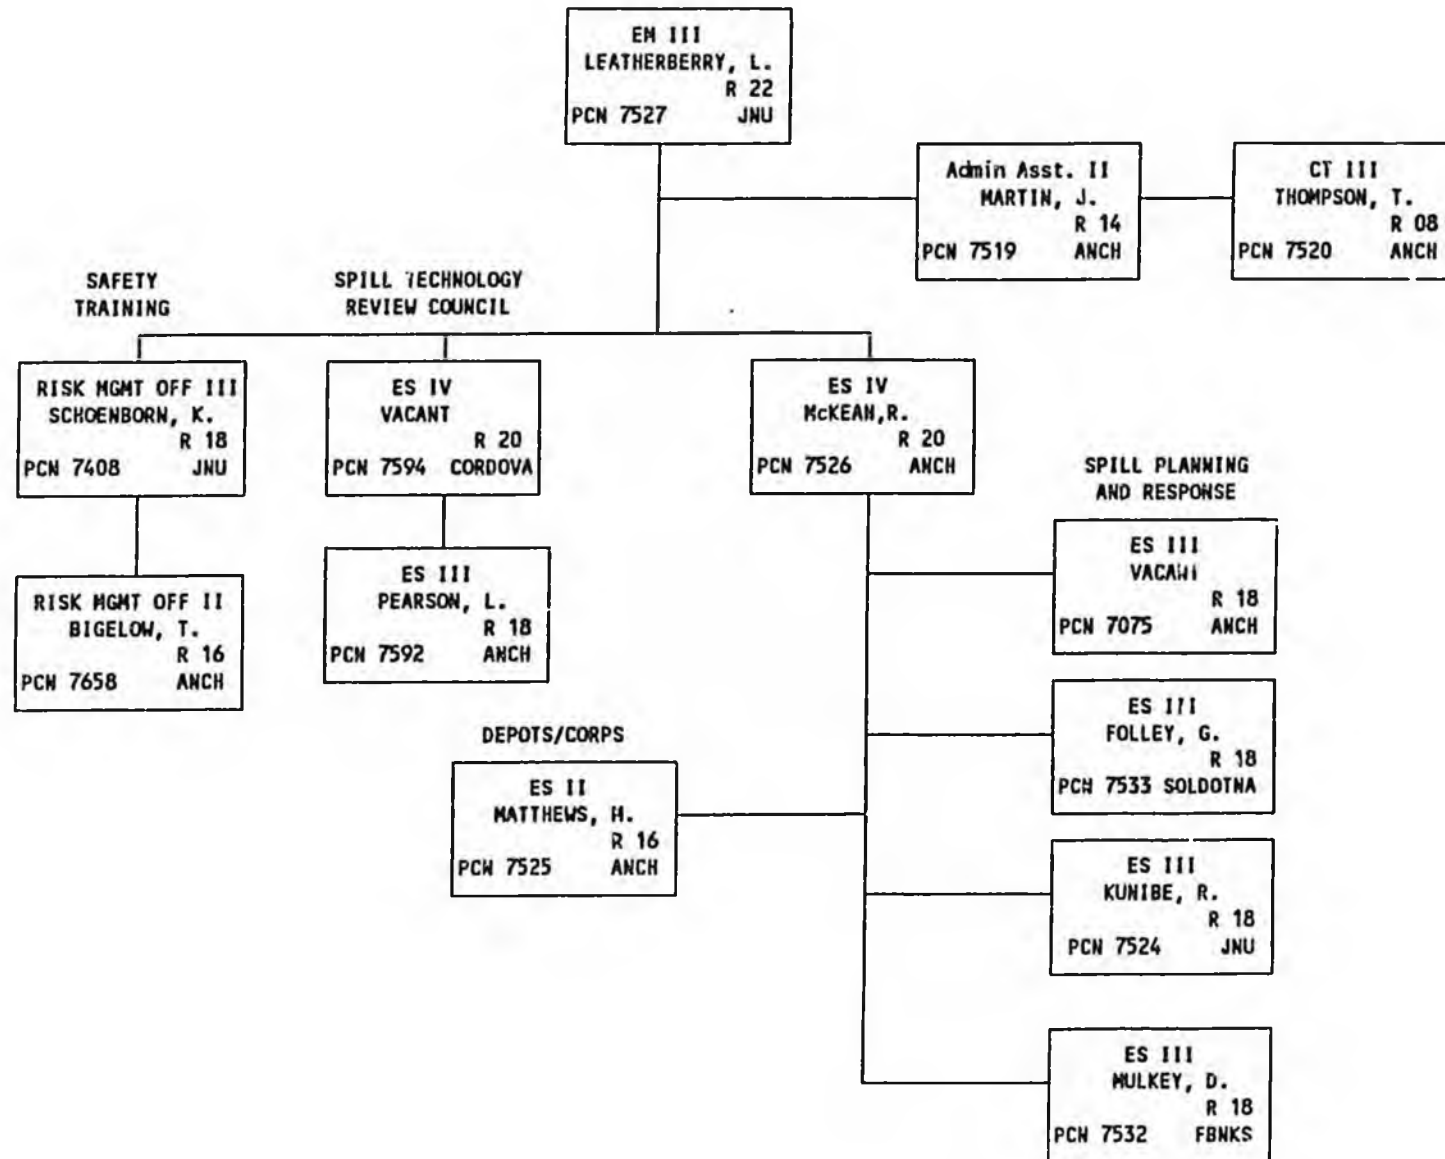 EM III
LEATHERBERRY, L.
R 22
PCN 7527 JNU
Admin Asst. II
MARTIN, J.
R 14
PCN 7519 ANCH
CT III
THOMPSON, T.
R 08
PCN 7520 ANCH
SAFETY
TRAINING
SPILL TECHNOLOGY
REVIEW COUNCIL
RISK MGMT OFF III
SCHOENBORN, K.
R 18
PCN 7408 JNU
ES IV
VACANT
R 20
PCN 7594 CORDOVA
ES IV
McKEAN,R.
R 20
PCN 7526 ANCH
SPILL PLANNING
AND RESPONSE
RISK MGMT OFF II
BIGELOW, T.
R 16
PCN 7658 ANCH
ES III
PEARSON, L.
R 18
PCN 7592 ANCH
ES III
VACANT
R 18
PCN 7075 ANCH
DEPOTS/CORPS
ES II
MATTHEWS, H.
R 16
PCN 7525 ANCH
ES III
FOLLEY, G.
R 18
PCN 7533 SOLDOTNA
ES III
KUNIBE, R.
R 18
PCN 7524 JNU
ES III
MULKEY, D.
R 18
PCN 7532 FBNKS